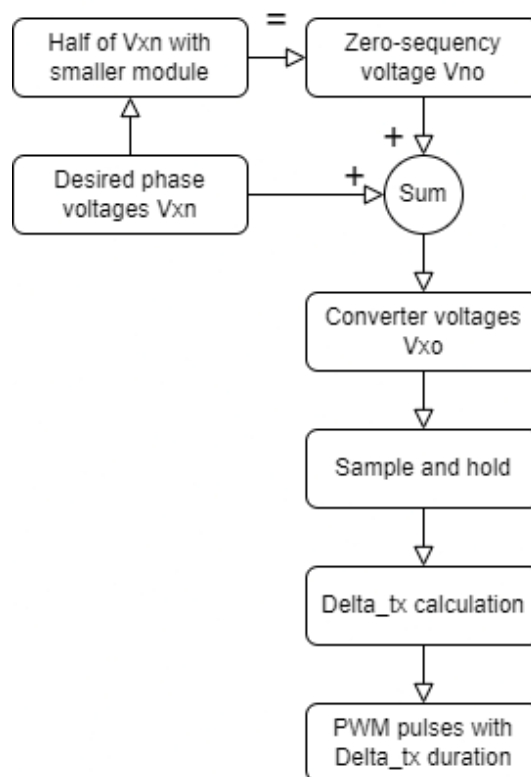 =
Half of Vxn with
smaller module
Zero-sequency
voltage Vno
+
Desired phase
voltages Vxn
+
Sum
Converter voltages
Vxo
Sample and hold
Delta_tx calculation
PWM pulses with
Delta_tx duration